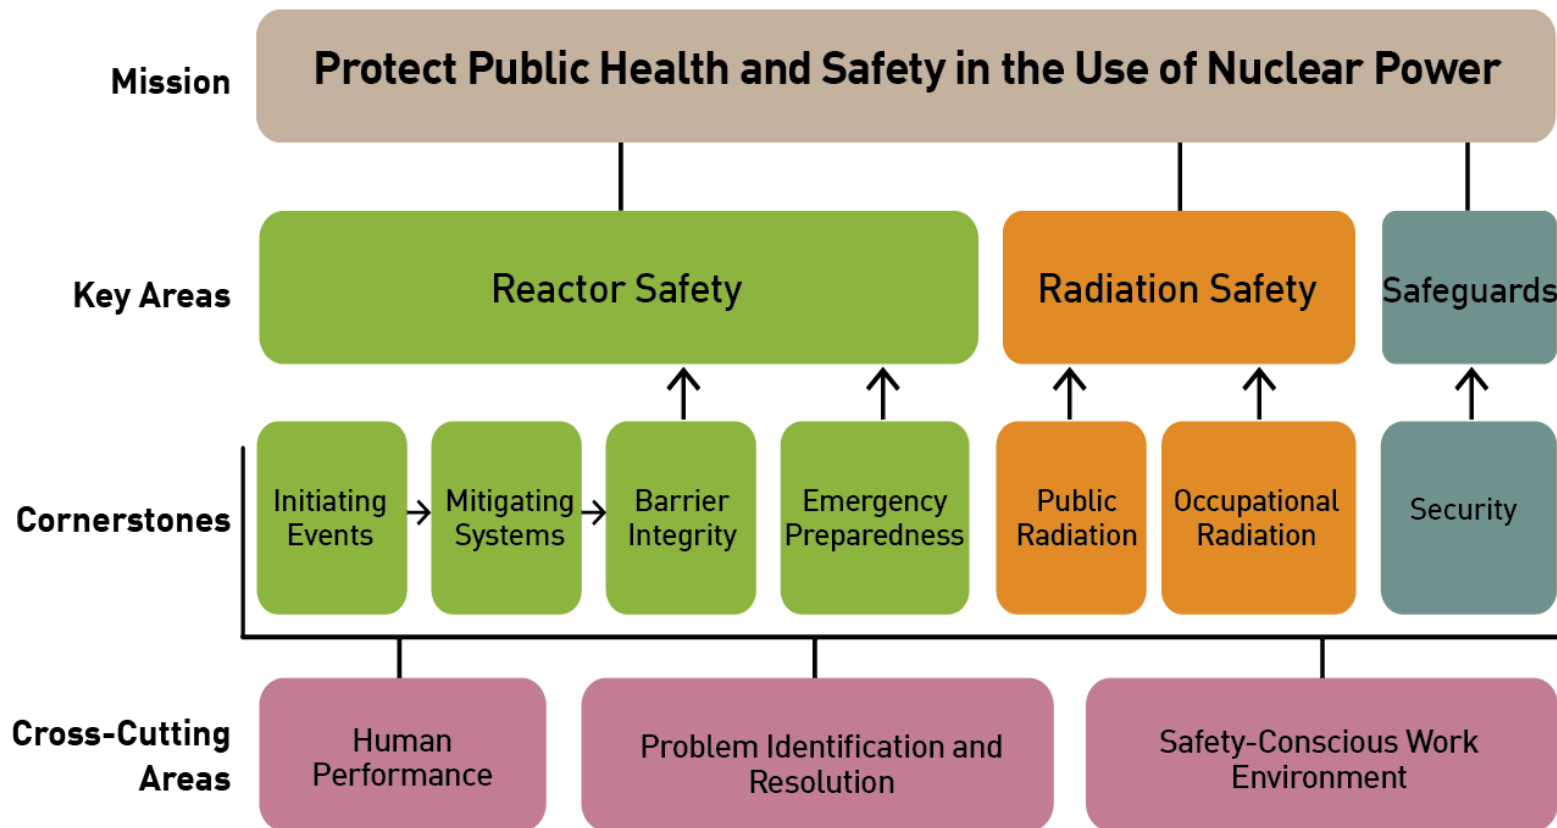 Mission
Protect Public Health and Safety in the Use of Nuclear Power
Key Areas
Reactor Safety
Radiation Safety
Safeguards
Cornerstones
Initiating
Events
Mitigating
Systems
Barrier
Integrity
Emergency
Preparedness
Public
Radiation
Occupational
Radiation
Security
Cross-Cutting
Areas
Human
Performance
Problem Identification and
Resolution
Safety-Conscious Work
Environment